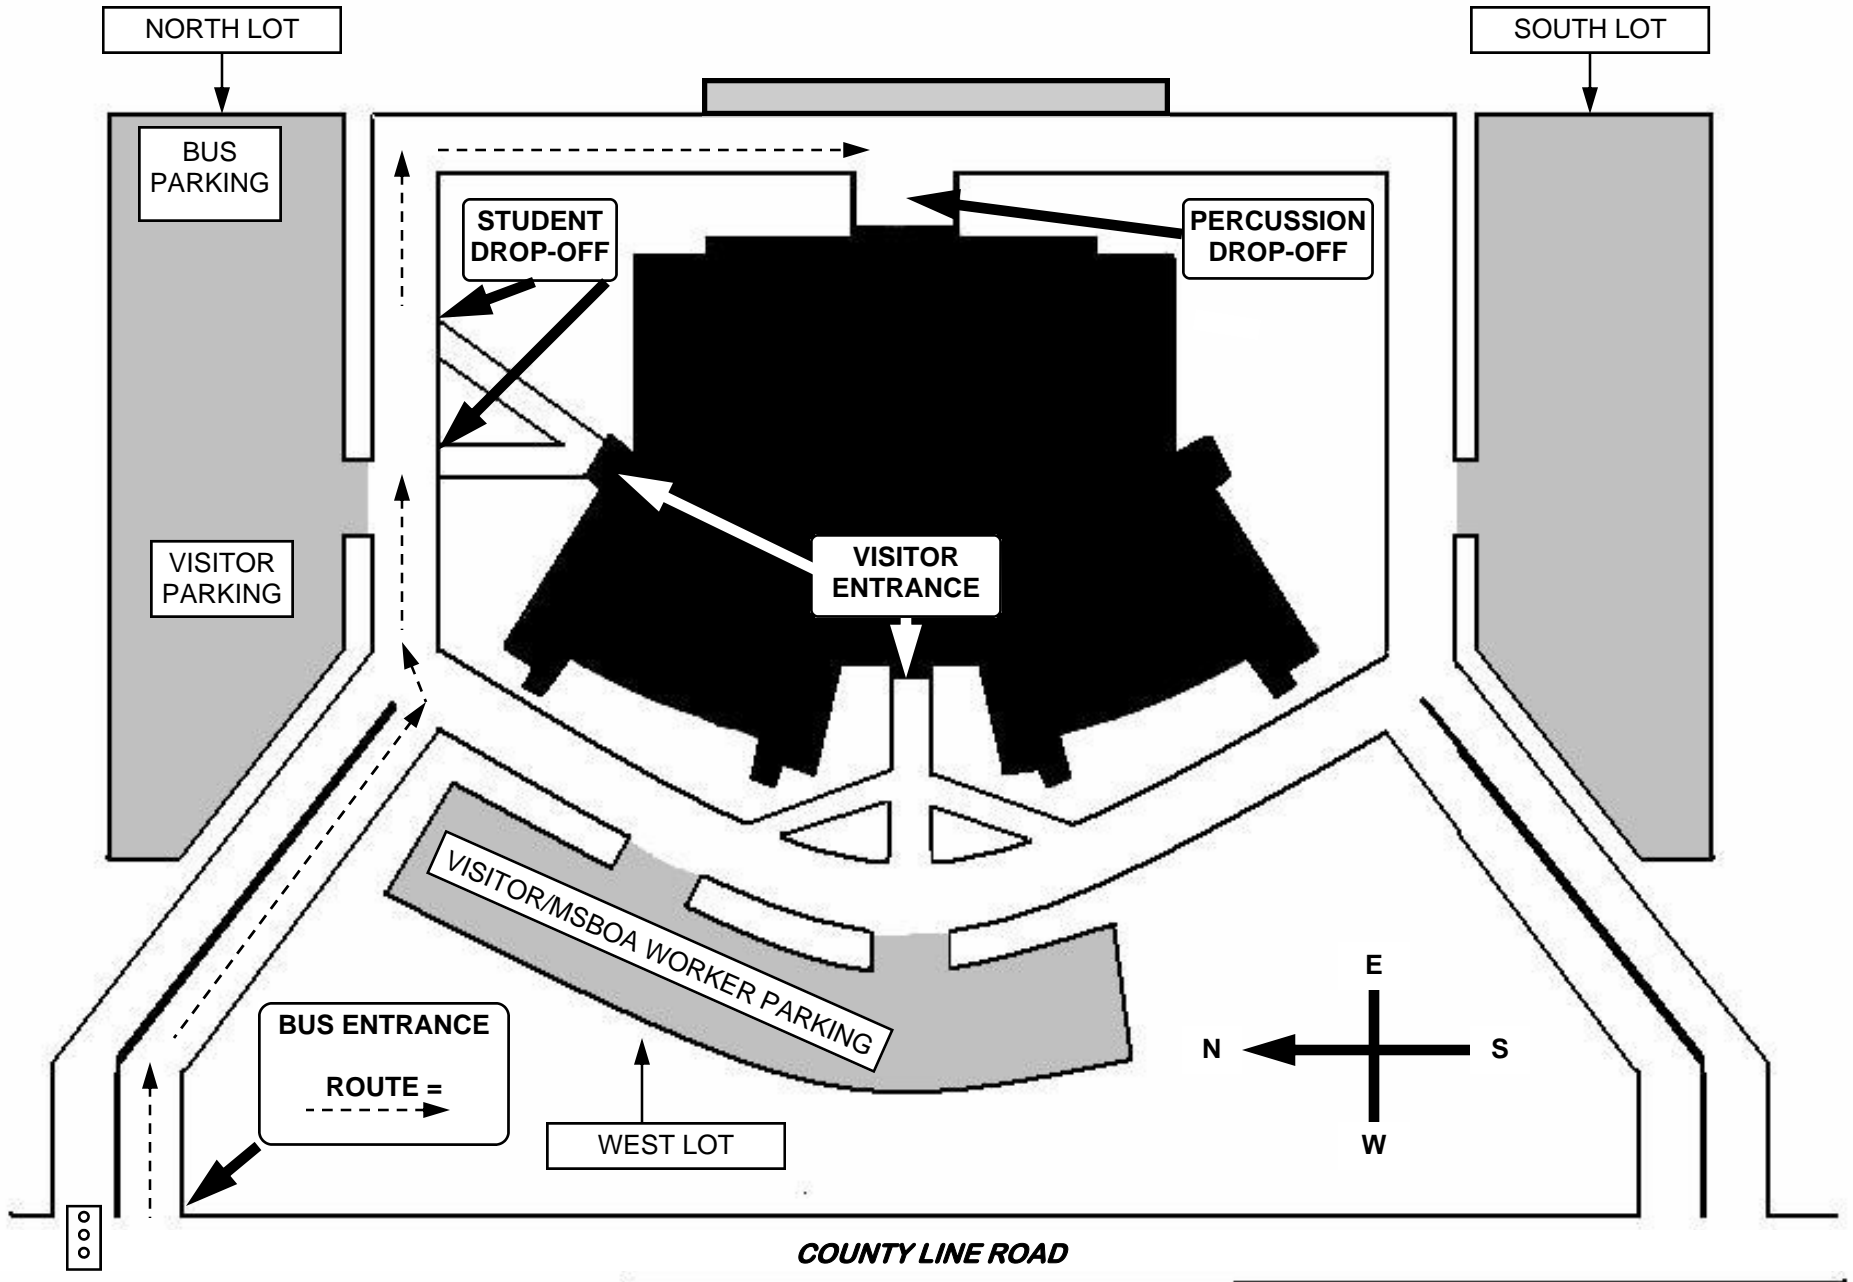 NORTH LOT
SOUTH LOT
BUS
PARKING
STUDENT
DROP-OFF
PERCUSSION
DROP-OFF
VISITOR
PARKING
VISITOR
ENTRANCE
VISITOR/MSBOA WORKER PARKING
BUS ENTRANCE
ROUTE =
WEST LOT
E
N
S
W
COUNTY LINE ROAD